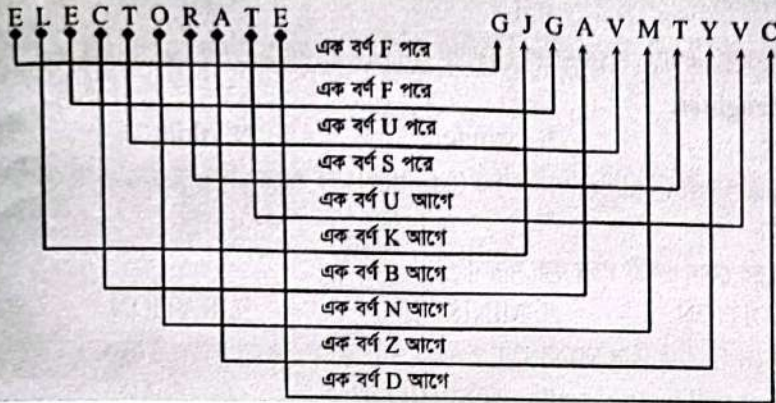 E L E C T O R A T E G J G A V M T Y V C
এক বর্ণ F পরে
এক বর্ণ F পরে
এক বর্ণ U পরে
এক বর্ণ S পরে
এক বর্ণ U আগে
এক বর্ণ K আগে
এক বর্ণ B আগে
এক বর্ণ N আগে
এক বর্ণ Z আগে
এক বর্ণ D আগে